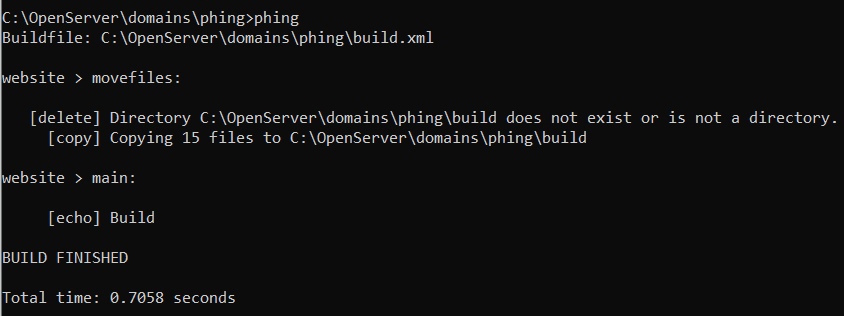 C:\OpenServer\domains\phing>phing
Buildfile: C:\OpenServer\domains\phing\build.xml
website > movefiles:
[delete] Directory C:\OpenServer\domains\phing\build does not exist or is not a directory.
[copy] Copying 15 files to C:\OpenServer\domains\phing\build
website > main:
[echo] Build
BUILD FINISHED
Total time: 0.7058 seconds